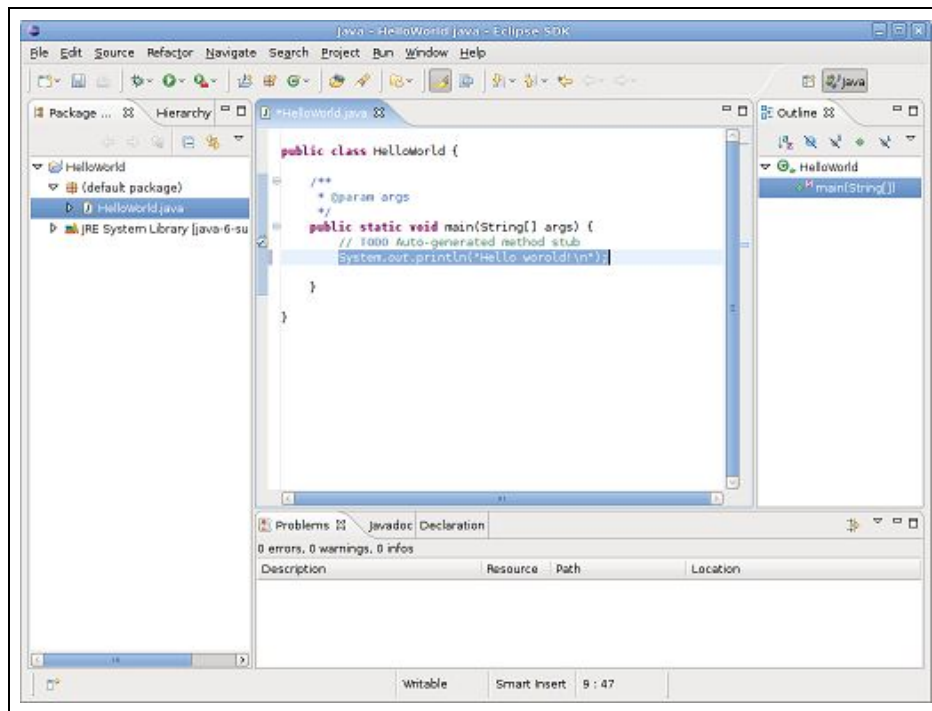 Java - HelloWorld.java - Eclipse SDK
File Edit Source Refactor Navigate Search Project Run Window Help
Java
Package ... Hierarchy
HelloWorld
(default package)
HelloWorld.java
JRE System Library [java-6-su
*HelloWorld.java
public class HelloWorld {
/**
* @param args
*/
public static void main(String[] args) {
// TODO Auto-generated method stub
System.out.println("Hello worold!\n");
}
}
Outline
HelloWorld
main(String[])
Problems Javadoc Declaration
0 errors, 0 warnings, 0 infos
Description Resource Path Location
Writable Smart Insert 9 : 47